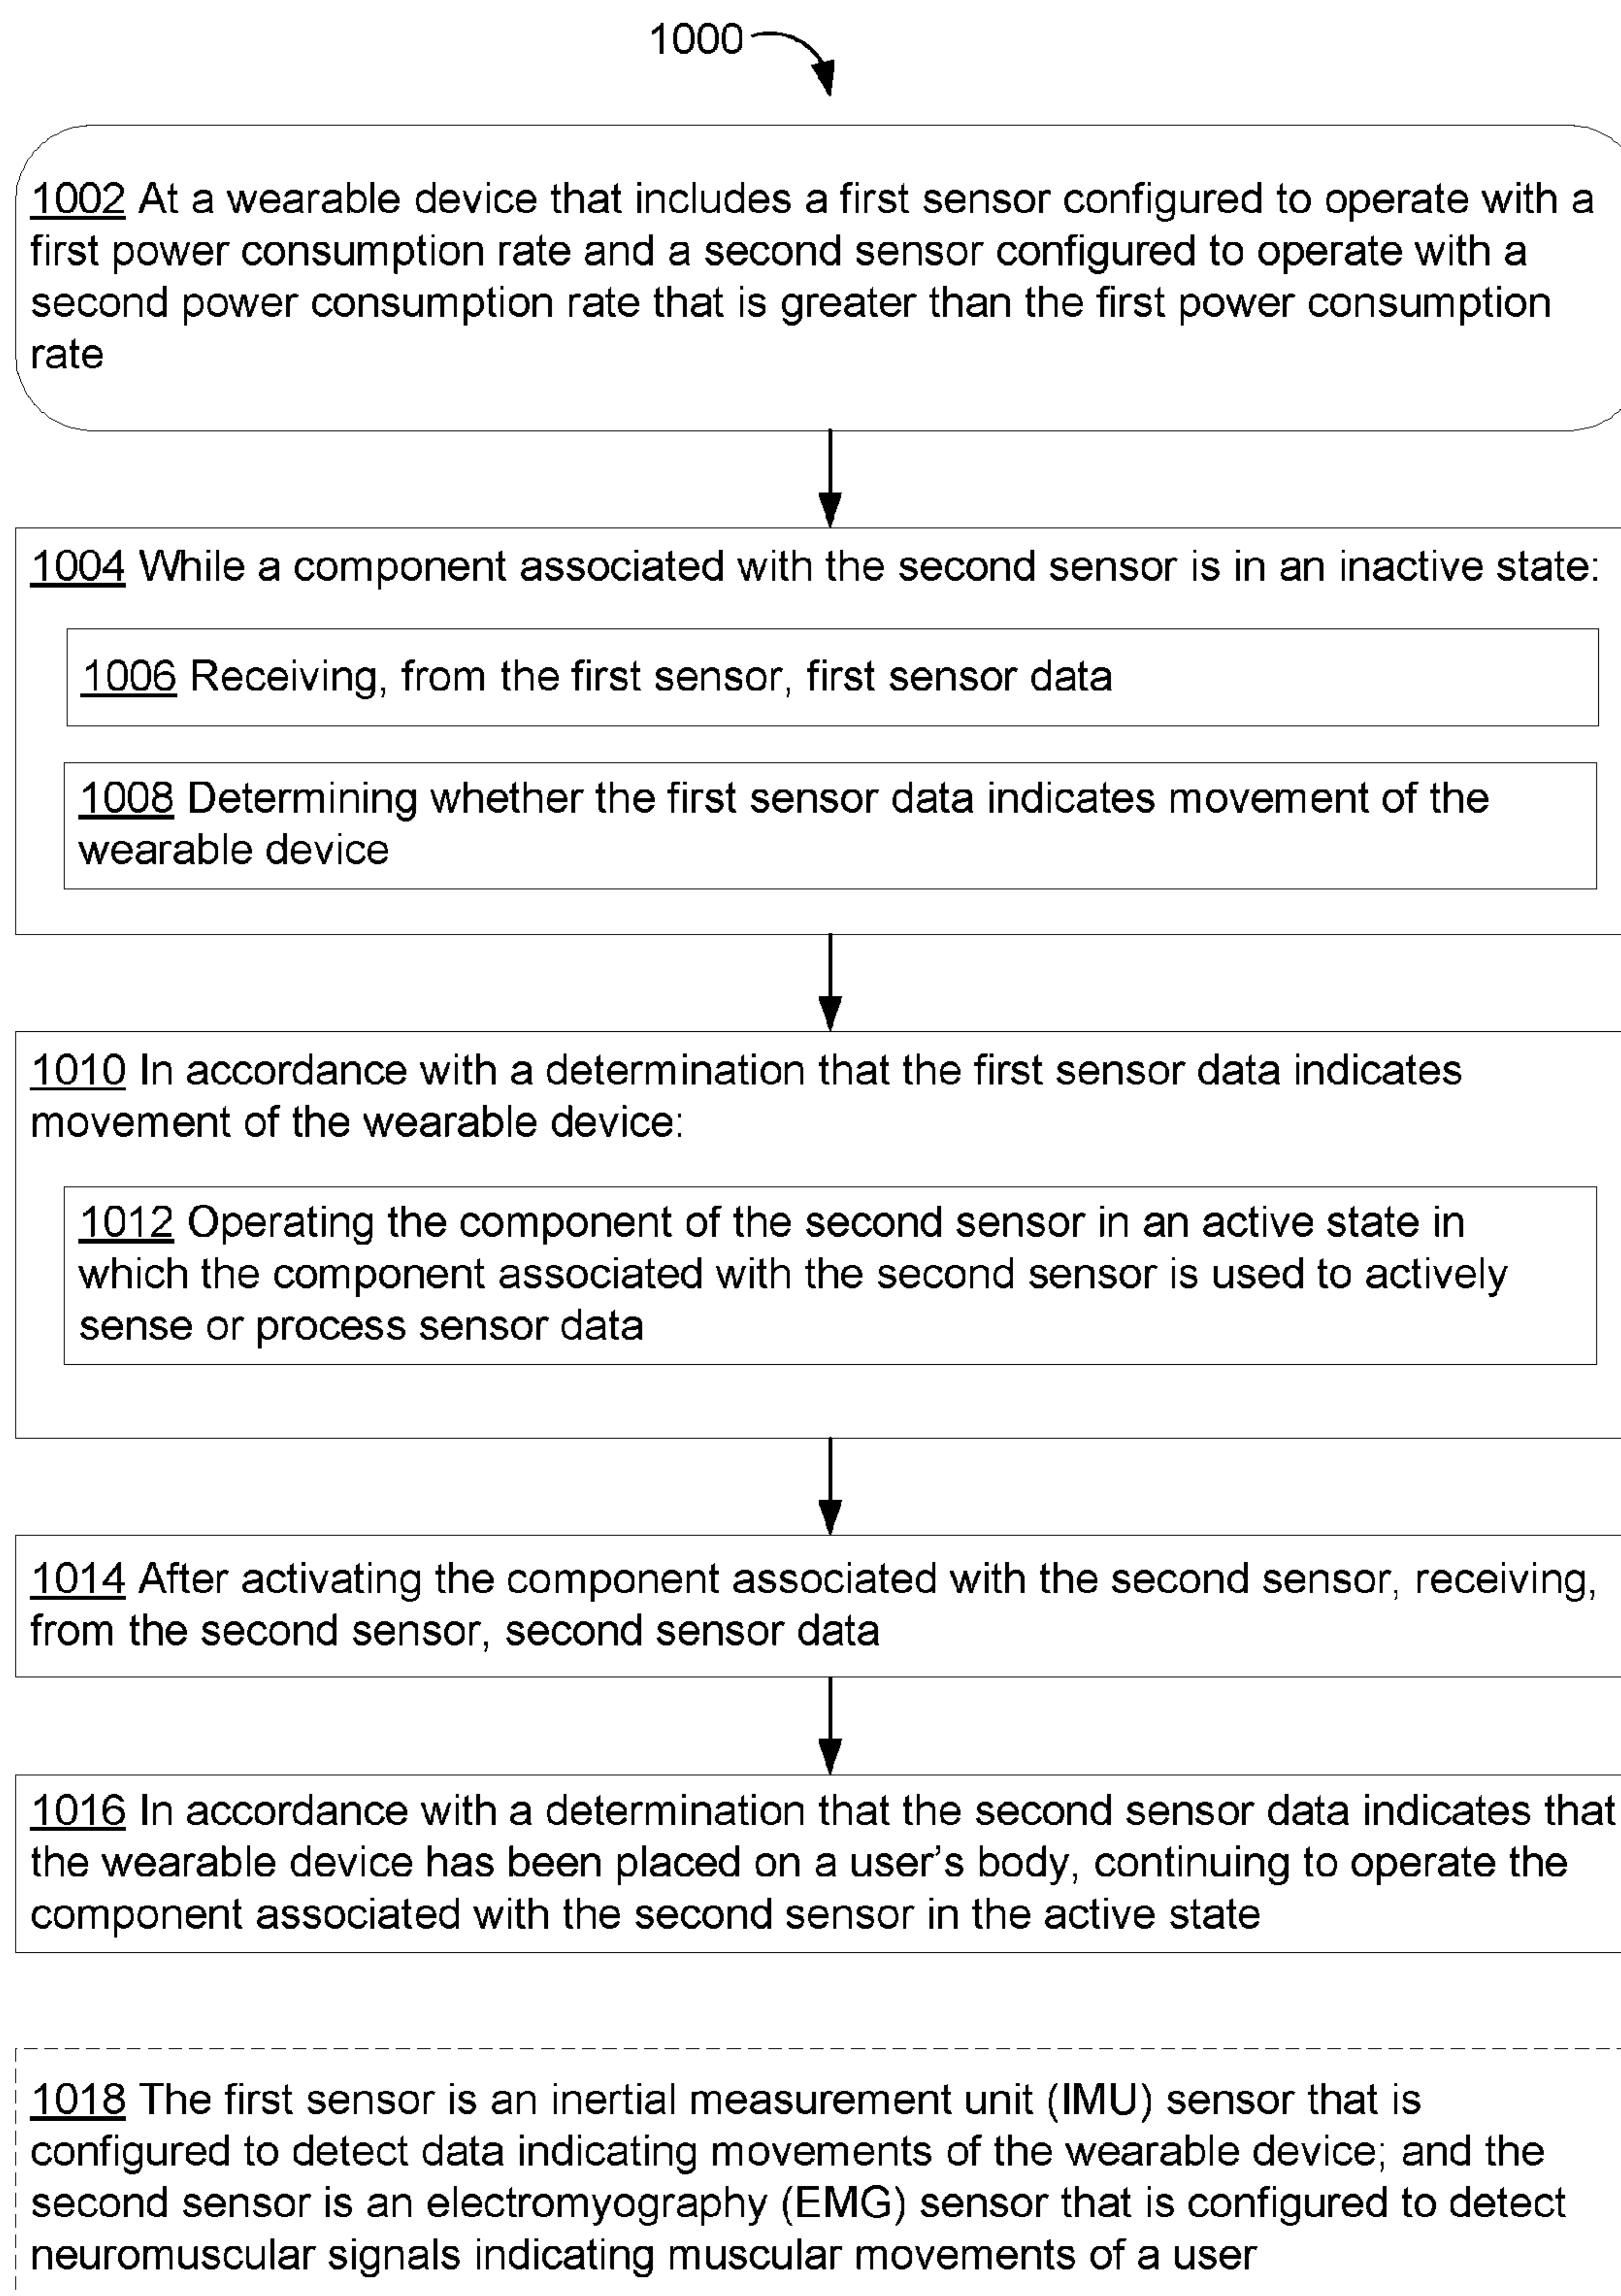 1000
1002 At a wearable device that includes a first sensor configured to operate with a
first power consumption rate and a second sensor configured to operate with a
second power consumption rate that is greater than the first power consumption
rate
1004 While a component associated with the second sensor is in an inactive state:
1006 Receiving, from the first sensor, first sensor data
1008 Determining whether the first sensor data indicates movement of the
wearable device
1010 In accordance with a determination that the first sensor data indicates
movement of the wearable device:
1012 Operating the component of the second sensor in an active state in
which the component associated with the second sensor is used to actively
sense or process sensor data
1014 After activating the component associated with the second sensor, receiving,
from the second sensor, second sensor data
1016 In accordance with a determination that the second sensor data indicates that
the wearable device has been placed on a user’s body, continuing to operate the
component associated with the second sensor in the active state
1018 The first sensor is an inertial measurement unit (IMU) sensor that is
configured to detect data indicating movements of the wearable device; and the
second sensor is an electromyography (EMG) sensor that is configured to detect
neuromuscular signals indicating muscular movements of a user